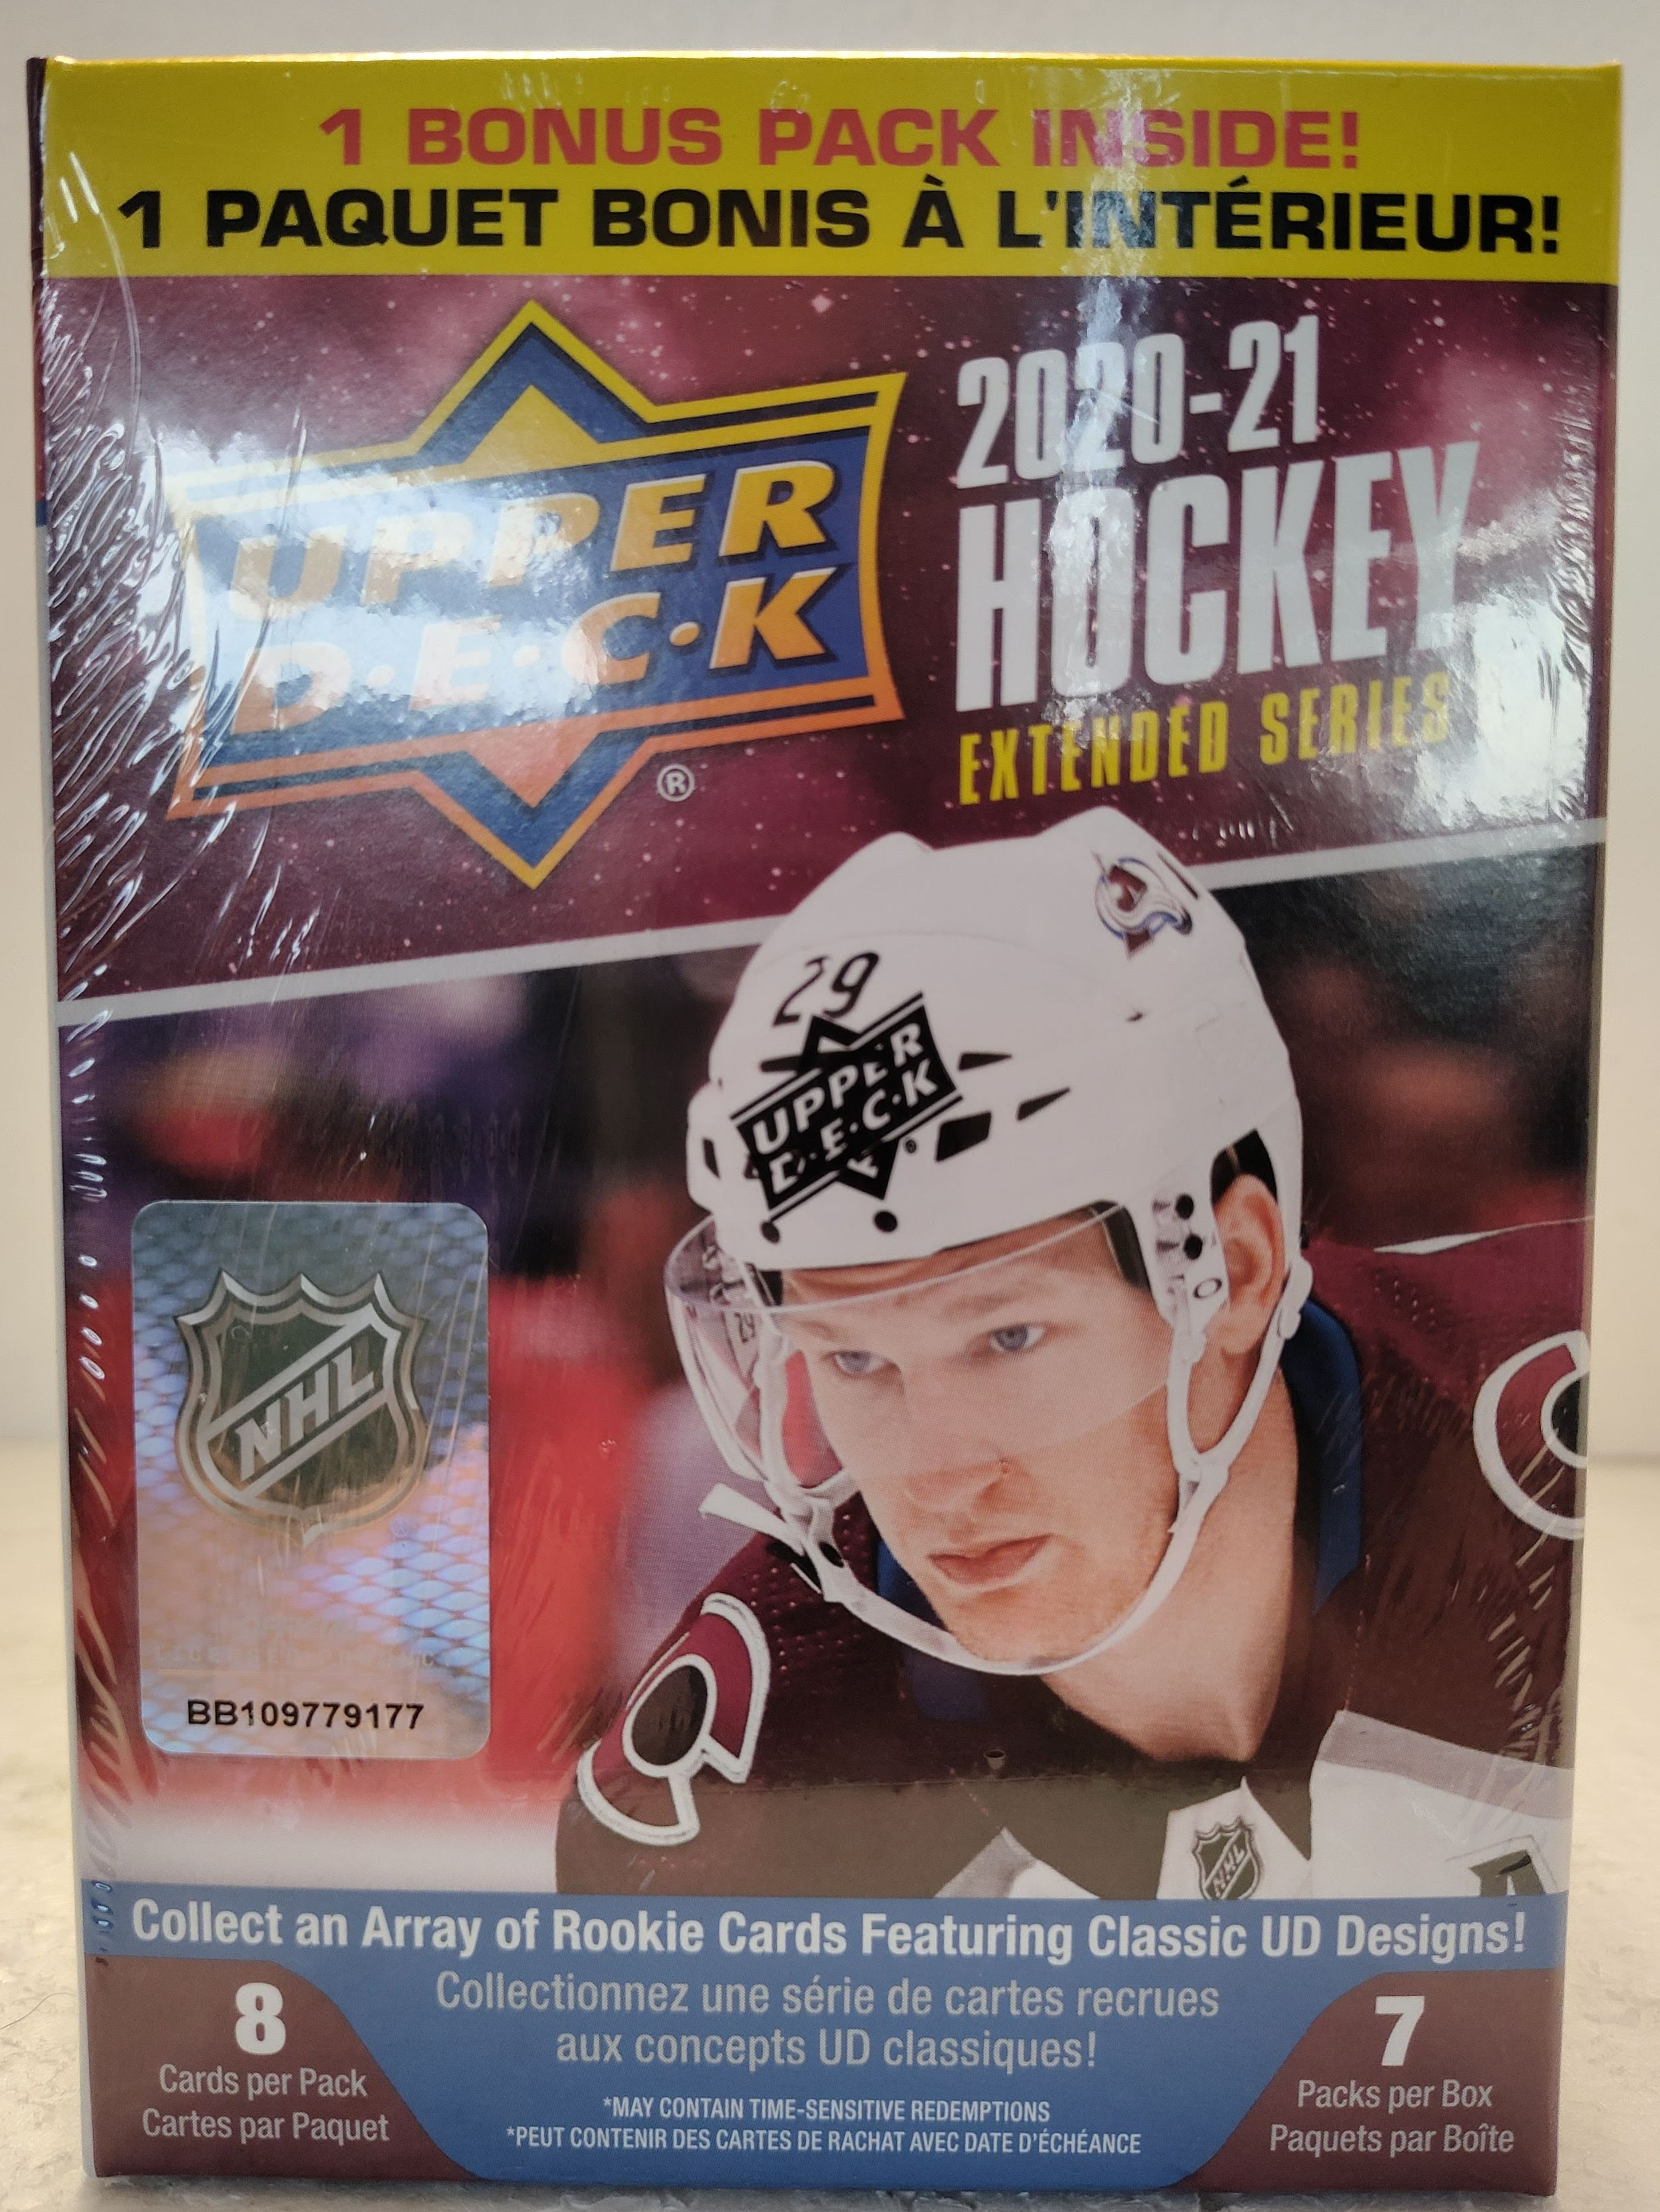 1 BONUS PACK INSIDE!
1 PAQUET BONIS À L'INTÉRIEUR!
UPPER
D·E·C·K
®
2020-21
HOCKEY
EXTENDED SERIES
29
UPPER
D·E·C·K
29
NHL
BB109779177
NHL
Collect an Array of Rookie Cards Featuring Classic UD Designs!
Collectionnez une série de cartes recrues
aux concepts UD classiques!
8
Cards per Pack
Cartes par Paquet
*MAY CONTAIN TIME-SENSITIVE REDEMPTIONS
*PEUT CONTENIR DES CARTES DE RACHAT AVEC DATE D'ÉCHÉANCE
7
Packs per Box
Paquets par Boîte